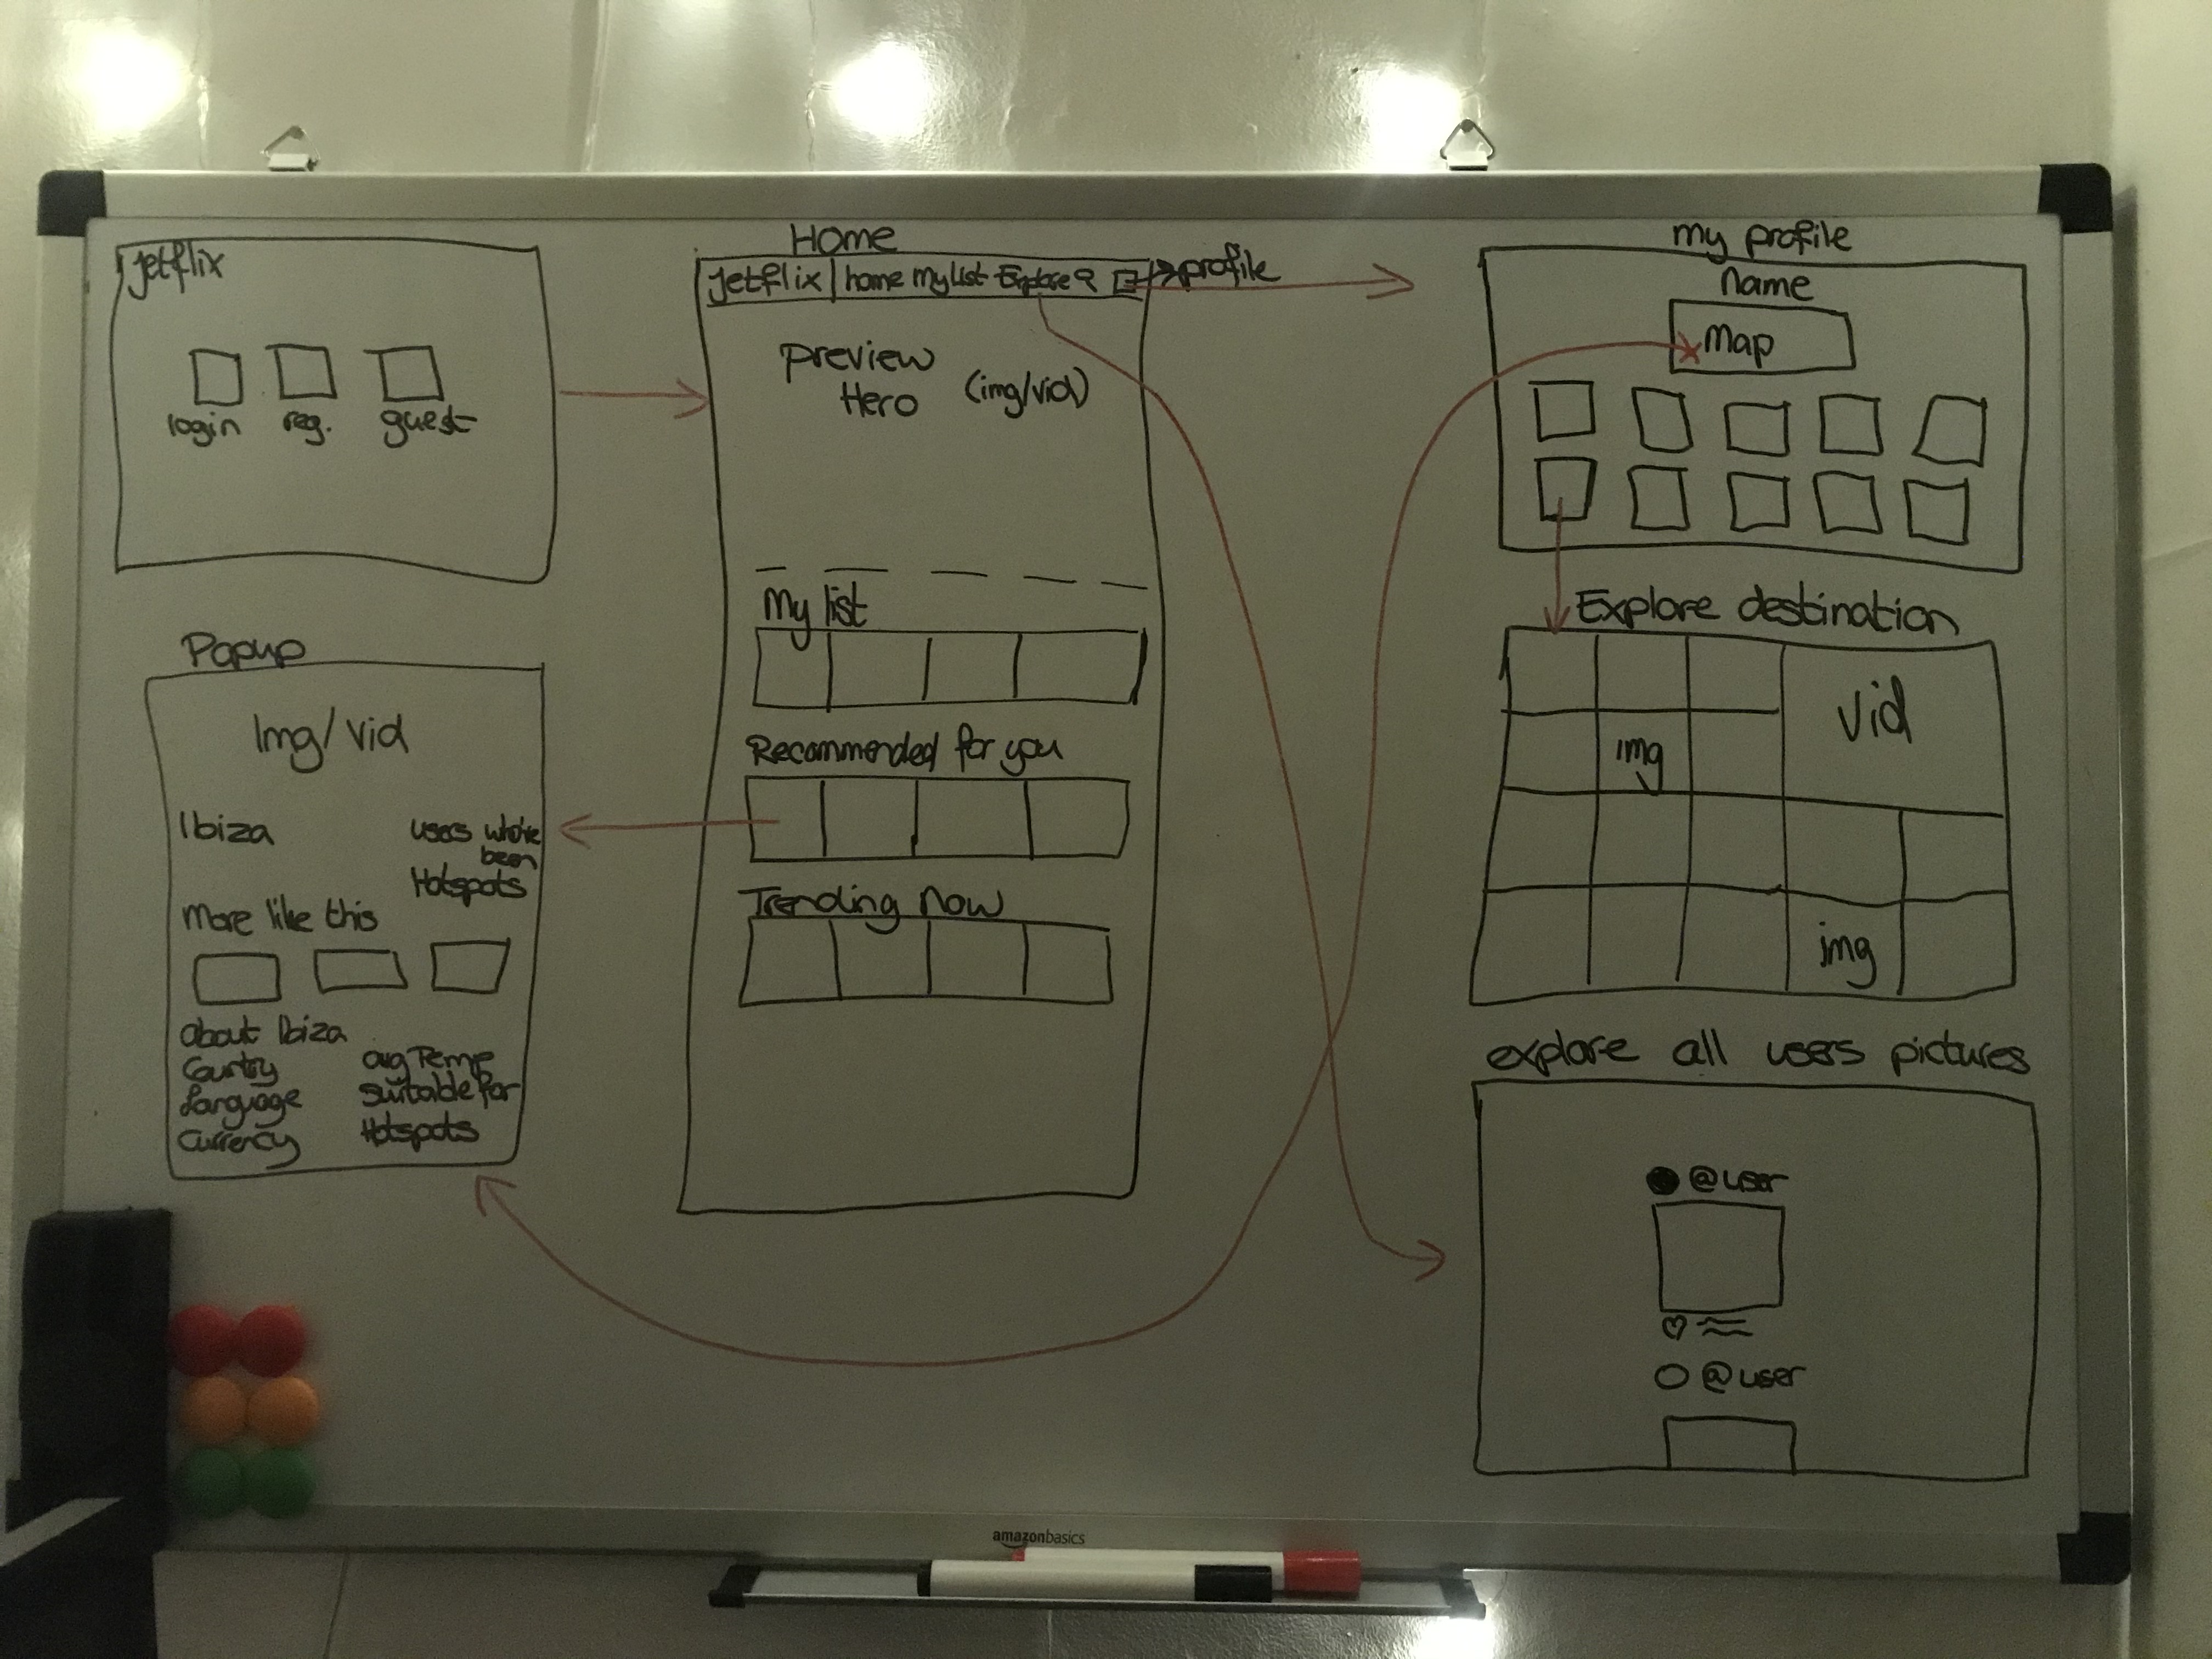 Jetflix
login reg. guest
Popup
Img/Vid
Ibiza
users who've
been
Hotspots
More like this
about Ibiza
Country
Language
Currency
avg Temp
suitable for
Hotspots
Home
Jetflix | home My list Explore
profile
Preview
Hero (img/vid)
My list
Recommended for you
Trending Now
my profile
Name
Map
Explore destination
Vid
img
img
explore all users pictures
@user
@user
amazonbasics